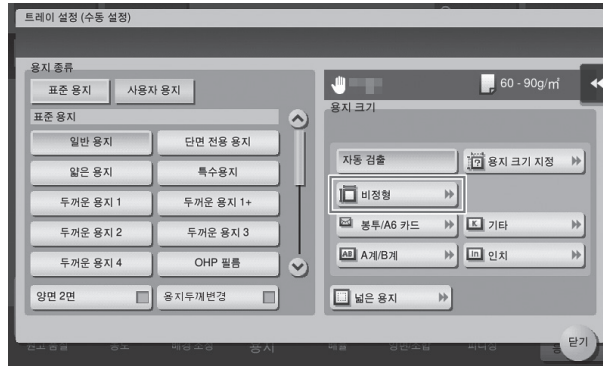 트레이 설정 (수동 설정)
용지 종류
표준 용지 사용자 용지
표준 용지
일반 용지 단면 전용 용지
얇은 용지 특수용지
두꺼운 용지 1 두꺼운 용지 1+
두꺼운 용지 2 두꺼운 용지 3
두꺼운 용지 4 OHP 필름
양면 2면 용지두께변경
60 - 90g/㎡
용지 크기
자동 검출 ? 용지 크기 지정
비정형
봉투/A6 카드 K 기타
AB A계/B계 In 인치
넓은 용지
닫기
용지